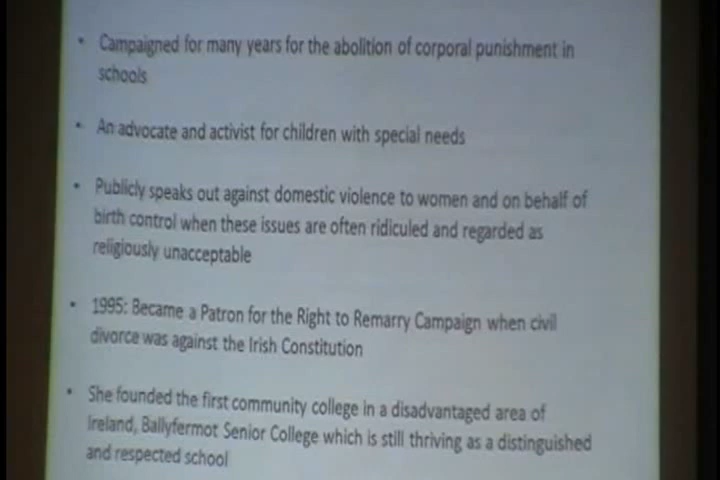 • Campaigned for many years for the abolition of corporal punishment in
schools
• An advocate and activist for children with special needs
• Publicly speaks out against domestic violence to women and on behalf of
birth control when these issues are often ridiculed and regarded as
religiously unacceptable
• 1995: Became a Patron for the Right to Remarry Campaign when civil
divorce was against the Irish Constitution
• She founded the first community college in a disadvantaged area of
Ireland, Ballyfermot Senior College which is still thriving as a distinguished
and respected school